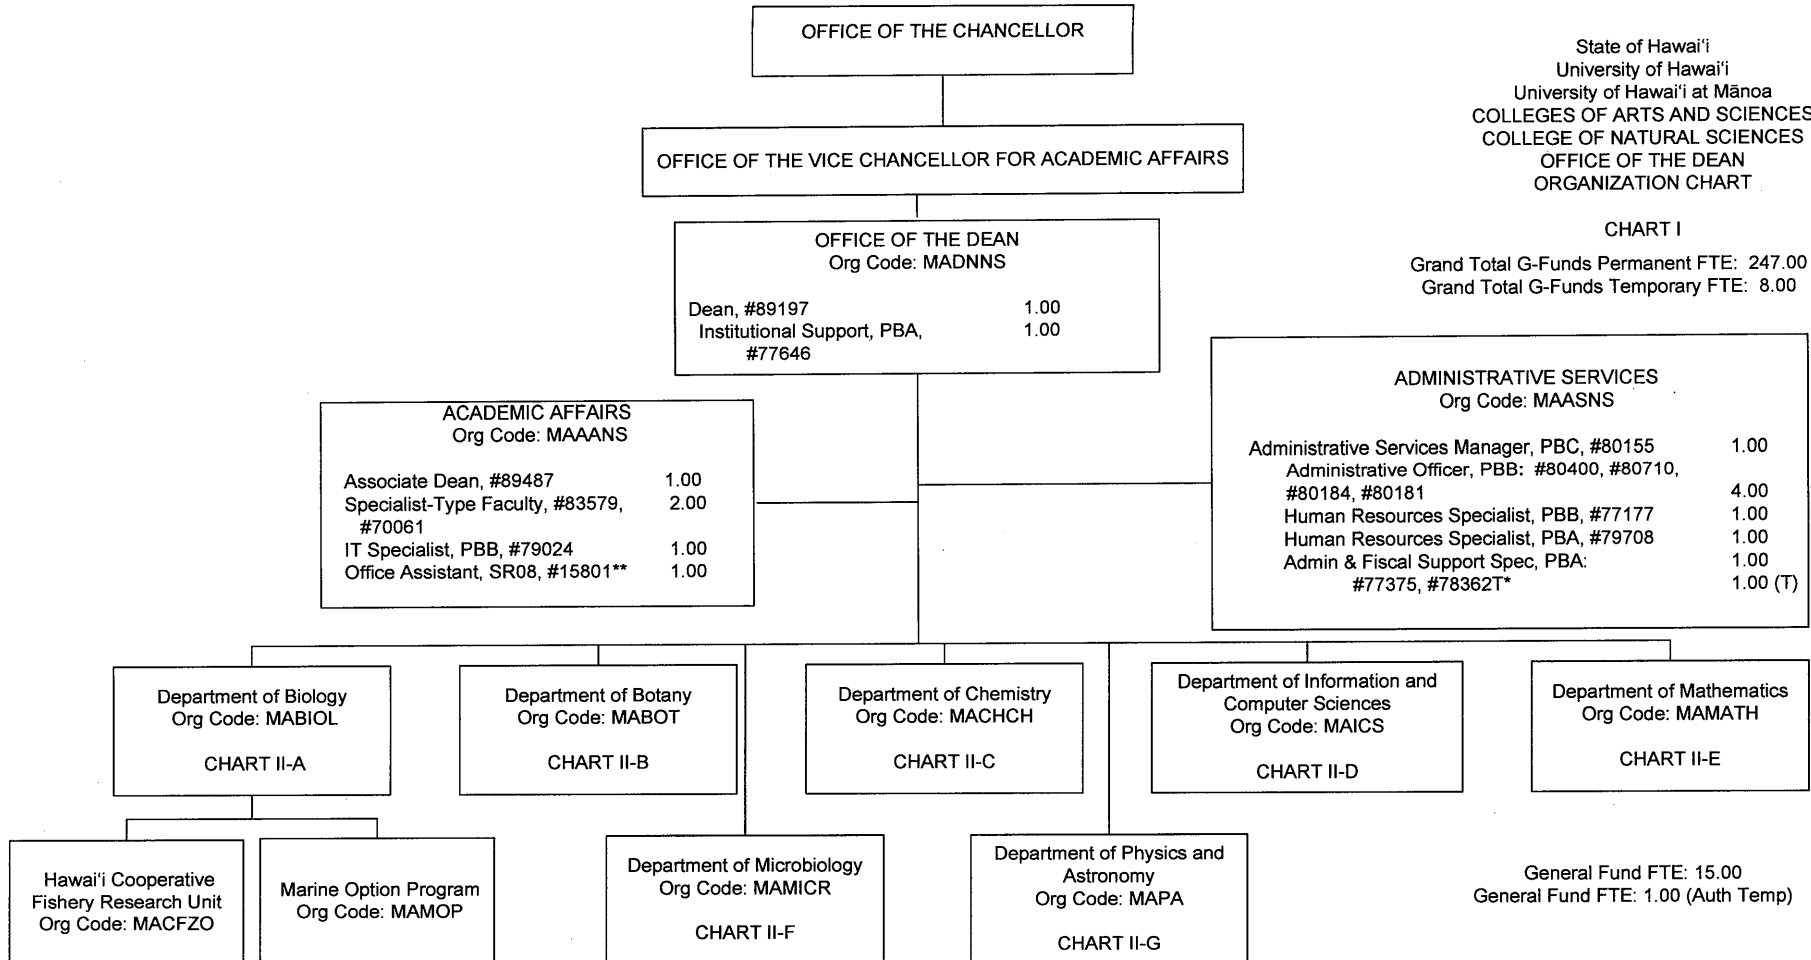 OFFICE OF THE CHANCELLOR
State of Hawai‘i
University of Hawai‘i
University of Hawai‘i at Mānoa
COLLEGES OF ARTS AND SCIENCES
COLLEGE OF NATURAL SCIENCES
OFFICE OF THE DEAN
ORGANIZATION CHART
CHART I
Grand Total G-Funds Permanent FTE: 247.00
Grand Total G-Funds Temporary FTE: 8.00
OFFICE OF THE VICE CHANCELLOR FOR ACADEMIC AFFAIRS
OFFICE OF THE DEAN
Org Code: MADNNS
Dean, #89197 1.00
Institutional Support, PBA, 1.00
#77646
ACADEMIC AFFAIRS
Org Code: MAAANS
Associate Dean, #89487 1.00
Specialist-Type Faculty, #83579, 2.00
#70061
IT Specialist, PBB, #79024 1.00
Office Assistant, SR08, #15801** 1.00
ADMINISTRATIVE SERVICES
Org Code: MAASNS
Administrative Services Manager, PBC, #80155 1.00
Administrative Officer, PBB: #80400, #80710,
#80184, #80181 4.00
Human Resources Specialist, PBB, #77177 1.00
Human Resources Specialist, PBA, #79708 1.00
Admin & Fiscal Support Spec, PBA: 1.00
#77375, #78362T* 1.00 (T)
Department of Biology
Org Code: MABIOL
CHART II-A
Department of Botany
Org Code: MABOT
CHART II-B
Department of Chemistry
Org Code: MACHCH
CHART II-C
Department of Information and
Computer Sciences
Org Code: MAICS
CHART II-D
Department of Mathematics
Org Code: MAMATH
CHART II-E
Hawai‘i Cooperative
Fishery Research Unit
Org Code: MACFZO
Marine Option Program
Org Code: MAMOP
Department of Microbiology
Org Code: MAMICR
CHART II-F
Department of Physics and
Astronomy
Org Code: MAPA
CHART II-G
General Fund FTE: 15.00
General Fund FTE: 1.00 (Auth Temp)